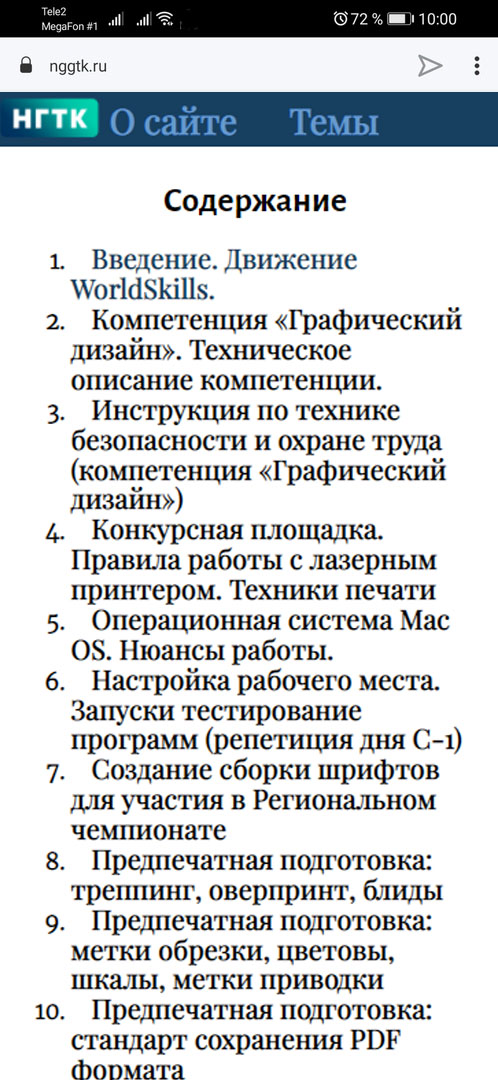 Tele2
MegaFon #1
72 %
10:00
nggtk.ru
НГТК
О сайте
Темы
Содержание
1. Введение. Движение
WorldSkills.
2. Компетенция «Графический
дизайн». Техническое
описание компетенции.
3. Инструкция по технике
безопасности и охране труда
(компетенция «Графический
дизайн»)
4. Конкурсная площадка.
Правила работы с лазерным
принтером. Техники печати
5. Операционная система Mac
OS. Нюансы работы.
6. Настройка рабочего места.
Запуски тестирование
программ (репетиция дня С-1)
7. Создание сборки шрифтов
для участия в Региональном
чемпионате
8. Предпечатная подготовка:
треппинг, оверпринт, блиды
9. Предпечатная подготовка:
метки обрезки, цветовы,
шкалы, метки приводки
10. Предпечатная подготовка:
стандарт сохранения PDF
формата